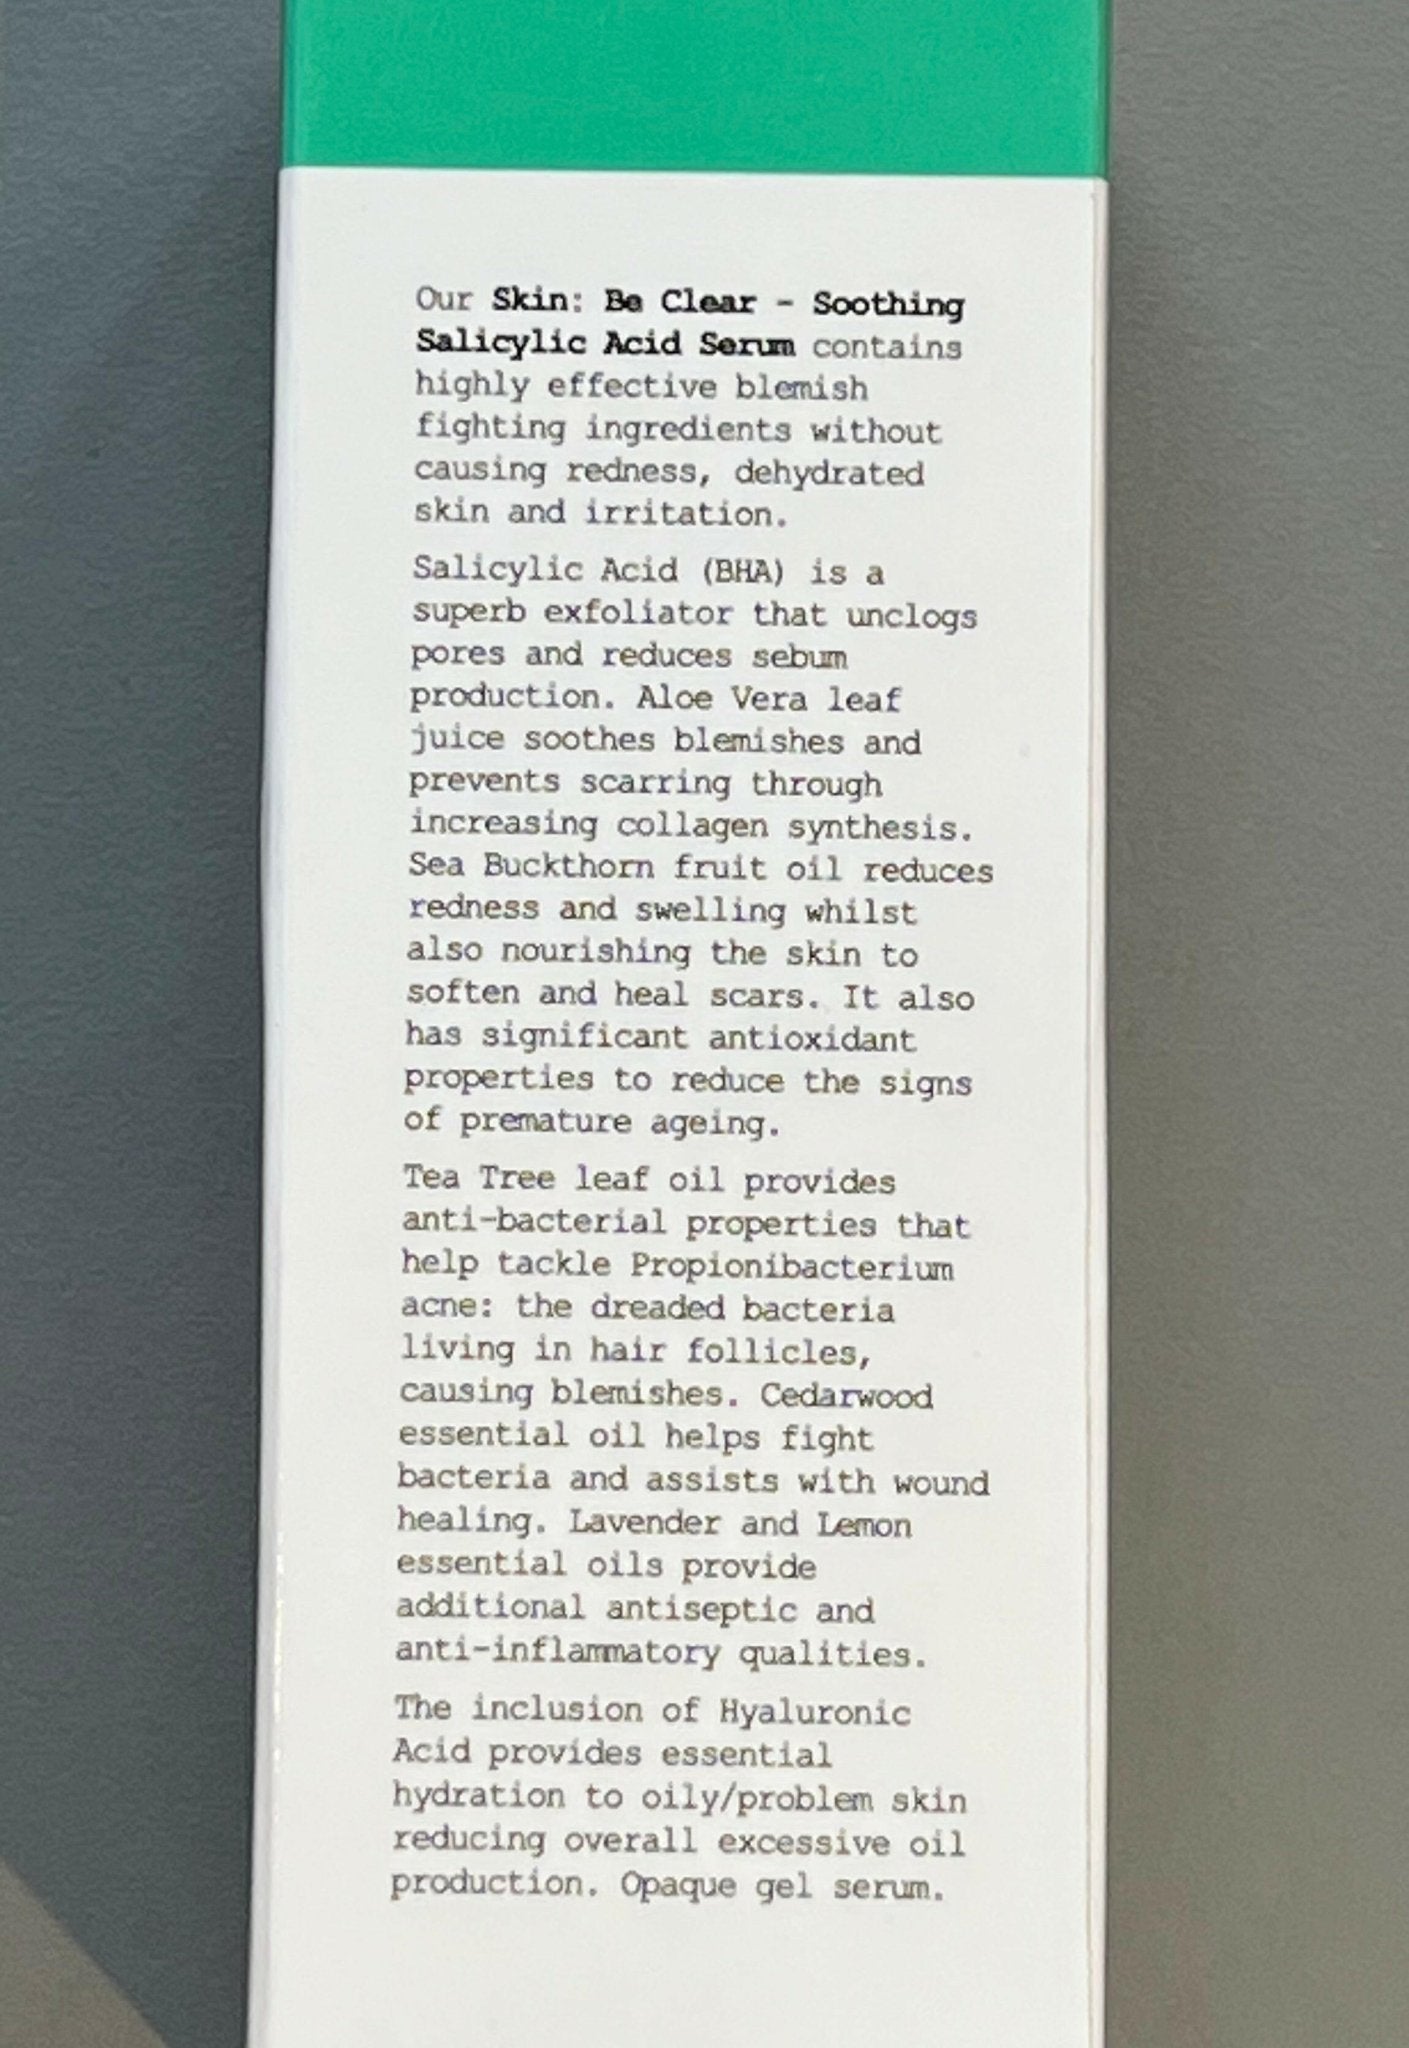 Our Skin: Be Clear - Soothing
Salicylic Acid Serum contains
highly effective blemish
fighting ingredients without
causing redness, dehydrated
skin and irritation.
Salicylic Acid (BHA) is a
superb exfoliator that unclogs
pores and reduces sebum
production. Aloe Vera leaf
juice soothes blemishes and
prevents scarring through
increasing collagen synthesis.
Sea Buckthorn fruit oil reduces
redness and swelling whilst
also nourishing the skin to
soften and heal scars. It also
has significant antioxidant
properties to reduce the signs
of premature ageing.
Tea Tree leaf oil provides
anti-bacterial properties that
help tackle Propionibacterium
acne: the dreaded bacteria
living in hair follicles,
causing blemishes. Cedarwood
essential oil helps fight
bacteria and assists with wound
healing. Lavender and Lemon
essential oils provide
additional antiseptic and
anti-inflammatory qualities.
The inclusion of Hyaluronic
Acid provides essential
hydration to oily/problem skin
reducing overall excessive oil
production. Opaque gel serum.